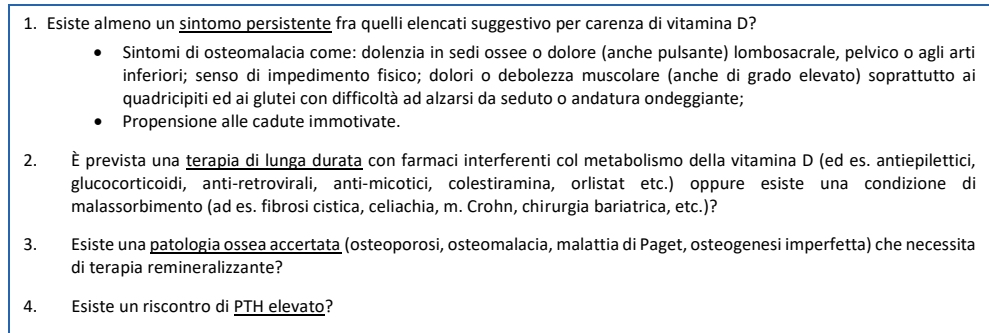 1. Esiste almeno un sintomo persistente fra quelli elencati suggestivo per carenza di vitamina D?
• Sintomi di osteomalacia come: dolenzia in sedi ossee o dolore (anche pulsante) lombosacrale, pelvico o agli arti
inferiori; senso di impedimento fisico; dolori o debolezza muscolare (anche di grado elevato) soprattutto ai
quadricipiti ed ai glutei con difficoltà ad alzarsi da seduto o andatura ondeggiante;
• Propensione alle cadute immotivate.
2. È prevista una terapia di lunga durata con farmaci interferenti col metabolismo della vitamina D (ed es. antiepilettici,
glucocorticoidi, anti-retrovirali, anti-micotici, colestiramina, orlistat etc.) oppure esiste una condizione di
malassorbimento (ad es. fibrosi cistica, celiachia, m. Crohn, chirurgia bariatrica, etc.)?
3. Esiste una patologia ossea accertata (osteoporosi, osteomalacia, malattia di Paget, osteogenesi imperfetta) che necessita
di terapia remineralizzante?
4. Esiste un riscontro di PTH elevato?